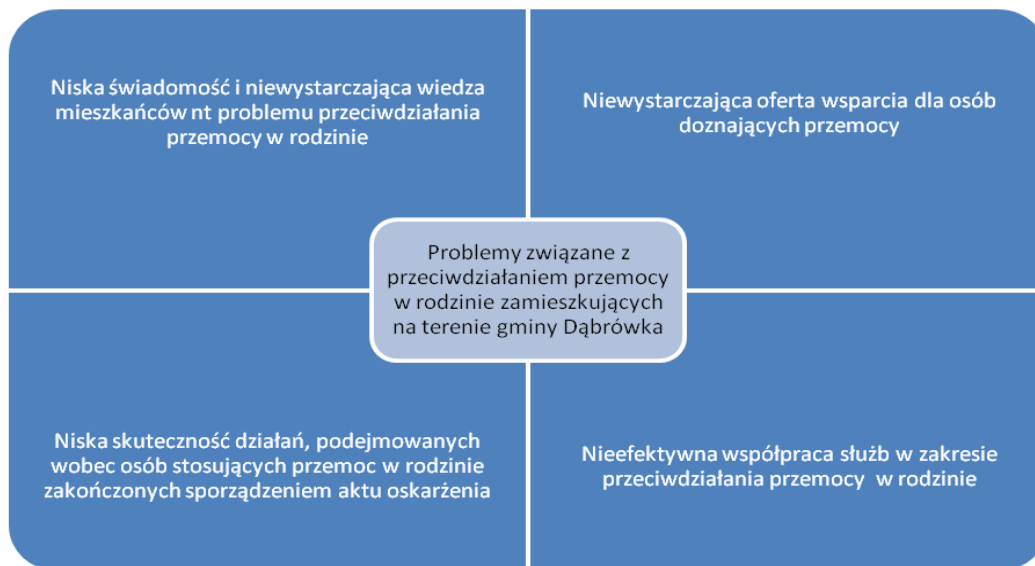 Niska świadomość i niewystarczająca wiedza
mieszkańców nt problemu przeciwdziałania
przemocy w rodzinie
Niewystarczająca oferta wsparcia dla osób
doznających przemocy
Problemy związane z
przeciwdziałaniem przemocy
w rodzinie zamieszkujących
na terenie gminy Dąbrówka
Niska skuteczność działań, podejmowanych
wobec osób stosujących przemoc w rodzinie
zakończonych sporządzeniem aktu oskarżenia
Nieefektywna współpraca służb w zakresie
przeciwdziałania przemocy w rodzinie